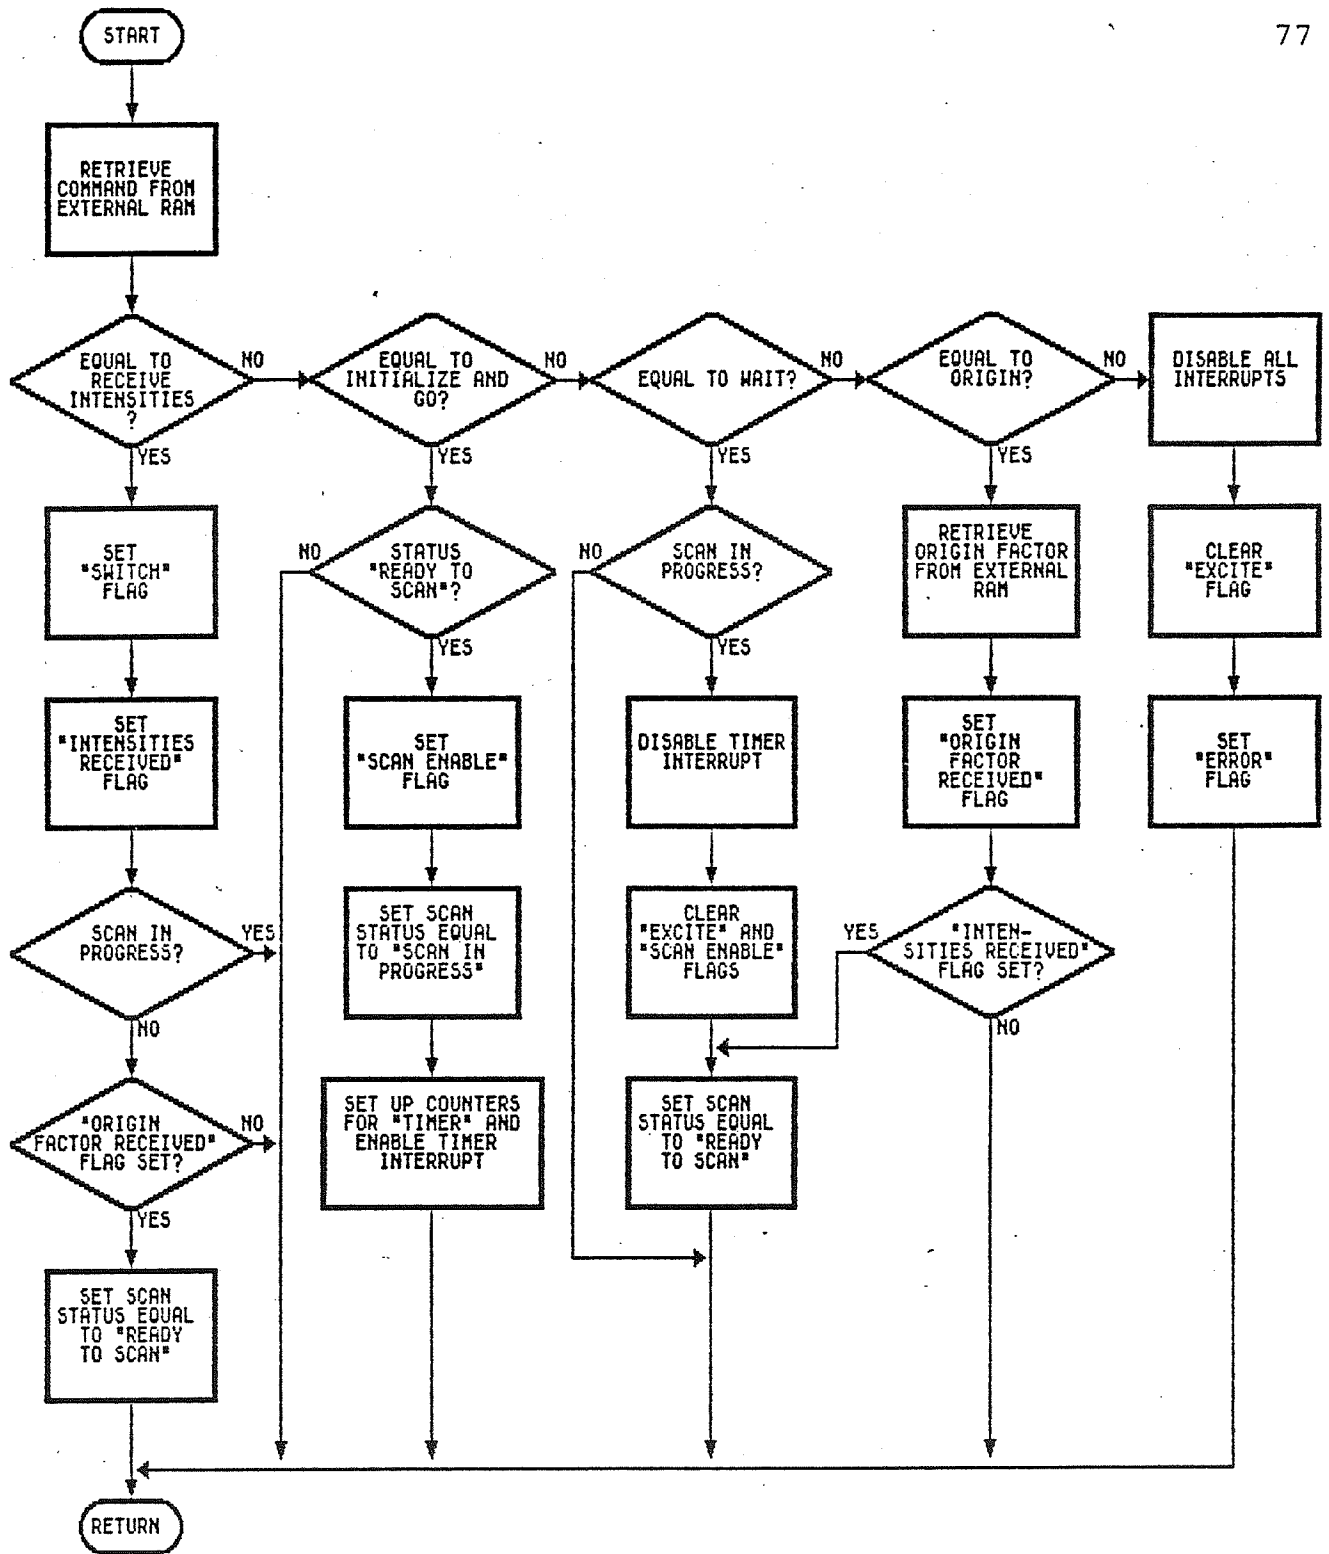 77
START
RETRIEVE
COMMAND FROM
EXTERNAL RAM
EQUAL TO
RECEIVE
INTENSITIES
?
NO
YES
EQUAL TO
INITIALIZE AND
GO?
NO
YES
EQUAL TO WAIT?
NO
YES
EQUAL TO
ORIGIN?
NO
YES
DISABLE ALL
INTERRUPTS
SET
"SWITCH"
FLAG
NO
STATUS
"READY TO
SCAN"?
YES
NO
SCAN IN
PROGRESS?
YES
RETRIEVE
ORIGIN FACTOR
FROM EXTERNAL
RAM
CLEAR
"EXCITE"
FLAG
SET
"INTENSITIES
RECEIVED"
FLAG
SET
"SCAN ENABLE"
FLAG
DISABLE TIMER
INTERRUPT
SET
"ORIGIN
FACTOR
RECEIVED"
FLAG
SET
"ERROR"
FLAG
SCAN IN
PROGRESS?
YES
NO
SET SCAN
STATUS EQUAL
TO "SCAN IN
PROGRESS"
CLEAR
"EXCITE" AND
"SCAN ENABLE"
FLAGS
YES
"INTEN-
SITIES RECEIVED"
FLAG SET?
NO
"ORIGIN
FACTOR RECEIVED"
FLAG SET?
NO
YES
SET UP COUNTERS
FOR "TIMER" AND
ENABLE TIMER
INTERRUPT
SET SCAN
STATUS EQUAL
TO "READY
TO SCAN"
SET SCAN
STATUS EQUAL
TO "READY
TO SCAN"
RETURN